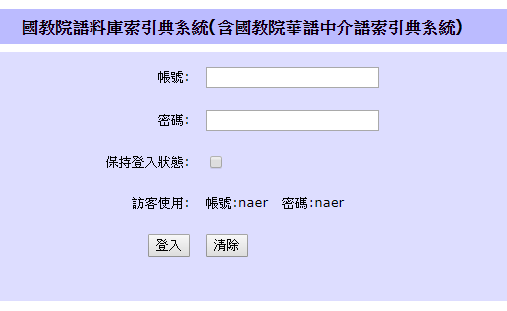 國教院語料庫索引典系統(含國教院華語中介語索引典系統)
帳號:
密碼:
保持登入狀態:
訪客使用: 帳號:naer 密碼:naer
登入 清除